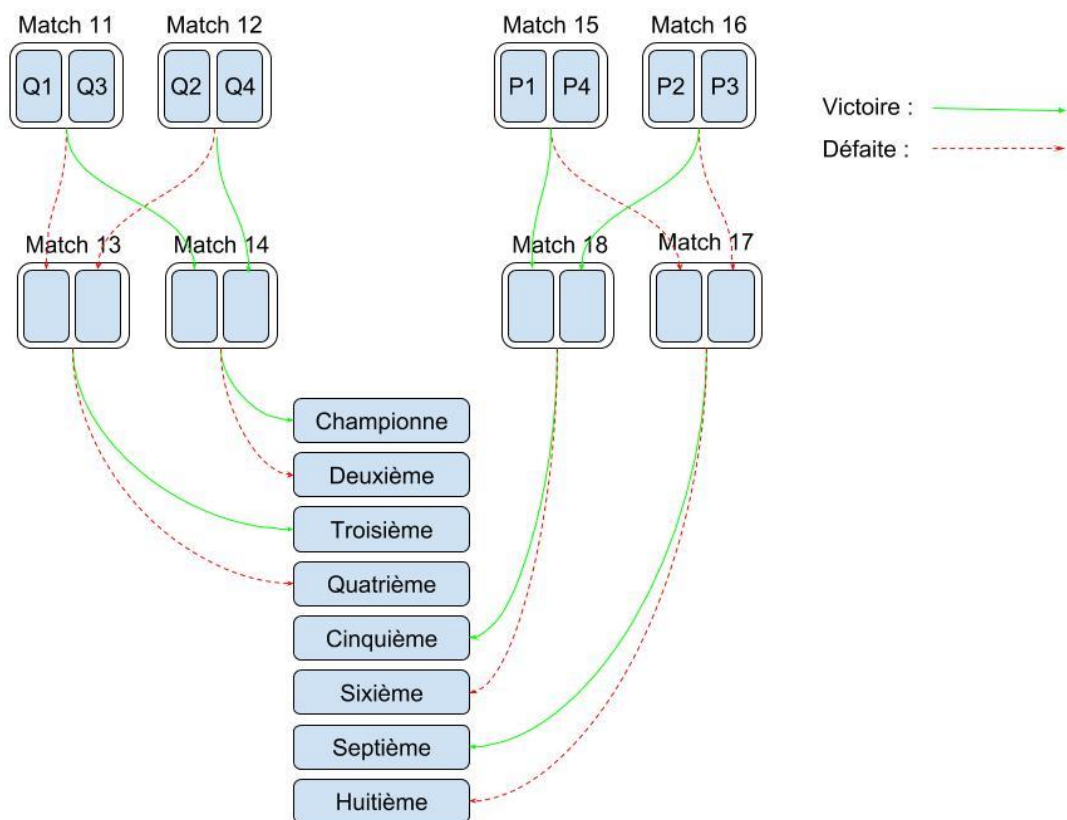 Match 11
Match 12
Match 15
Match 16
Q1
Q3
Q2
Q4
P1
P4
P2
P3
Victoire :
Défaite :
Match 13
Match 14
Match 18
Match 17
Championne
Deuxième
Troisième
Quatrième
Cinquième
Sixième
Septième
Huitième